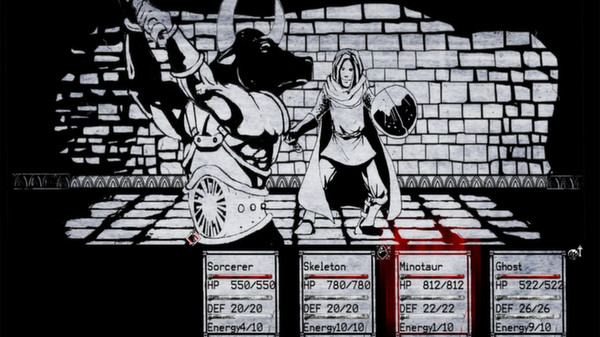 Sorcerer
HP 550/550
DEF 20/20
Energy4/10
Skeleton
HP 780/780
DEF 20/20
Energy10/10
Minotaur
HP 812/812
DEF 22/22
Energy1/10
Ghost
HP 522/522
DEF 26/26
Energy9/10